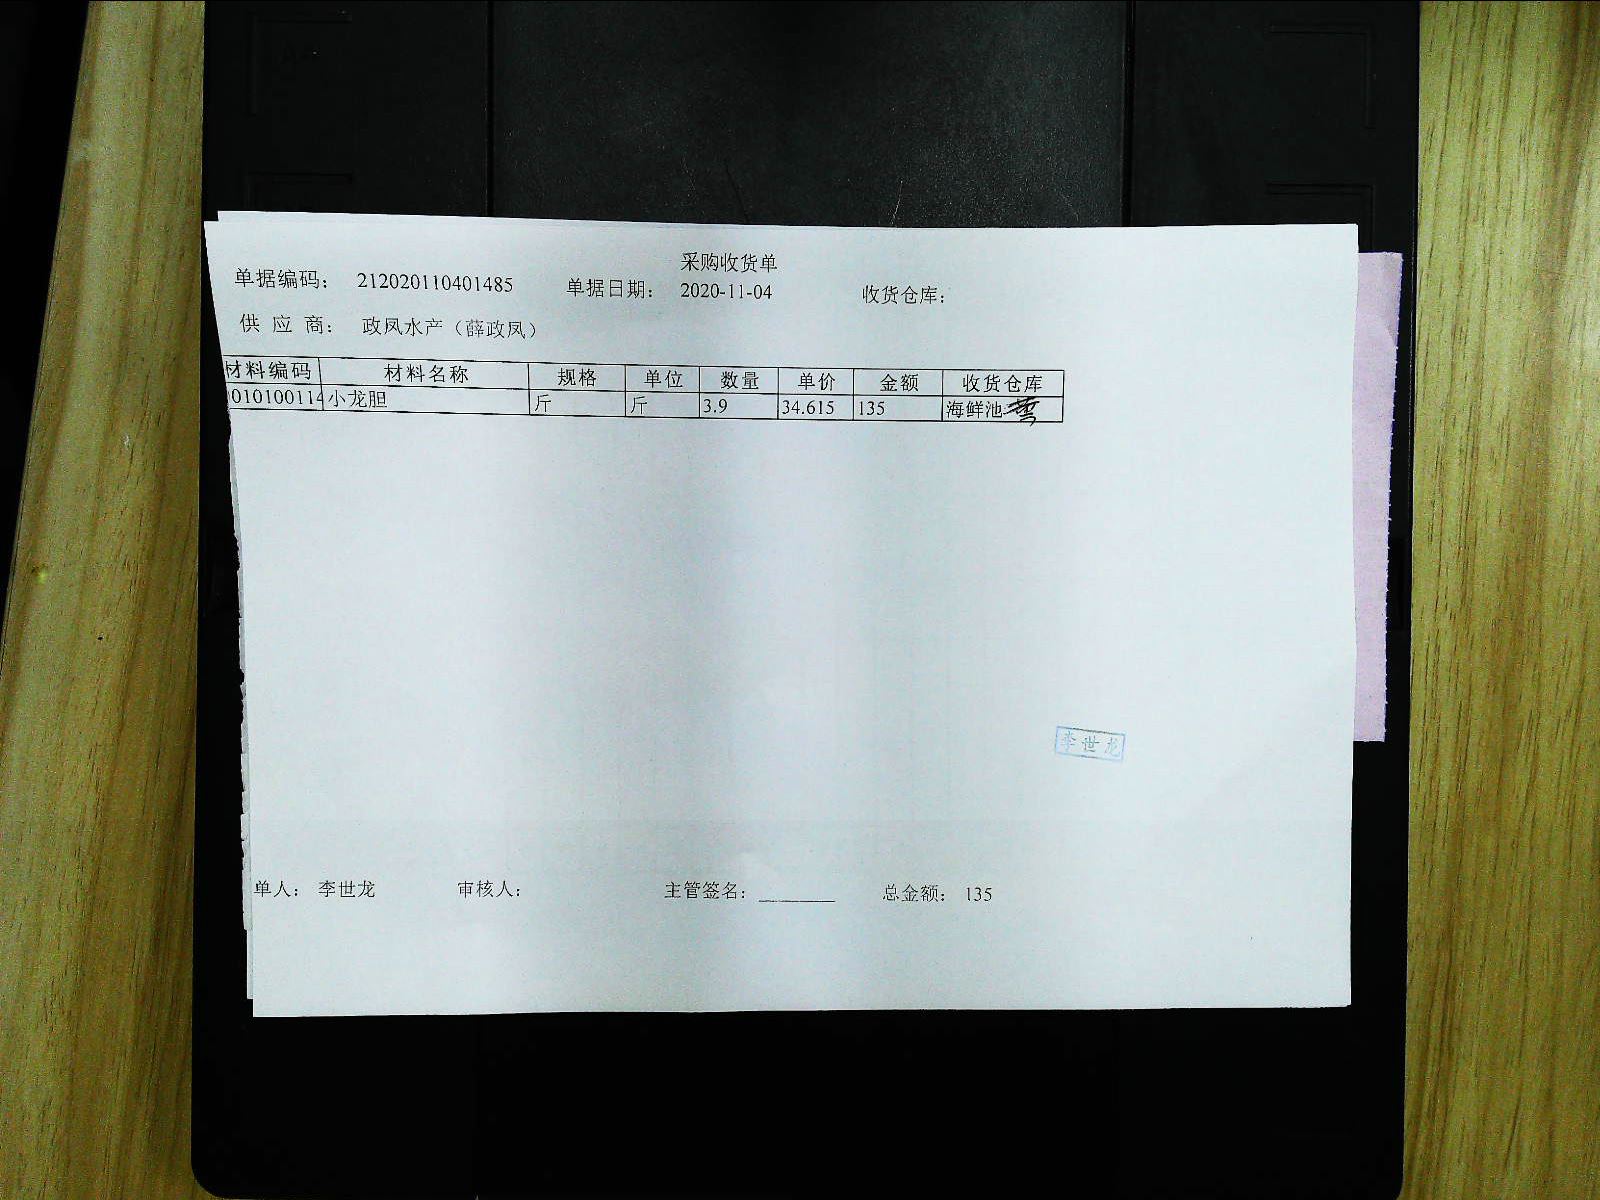 采购收货单
单据编码： 212020110401485 单据日期： 2020-11-04 收货仓库：
供 应 商： 政凤水产（薛政凤）
材料编码 材料名称 规格 单位 数量 单价 金额 收货仓库
010100114 小龙胆 斤 斤 3.9 34.615 135 海鲜池
李世龙
单人： 李世龙 审核人： 主管签名： ________ 总金额： 135